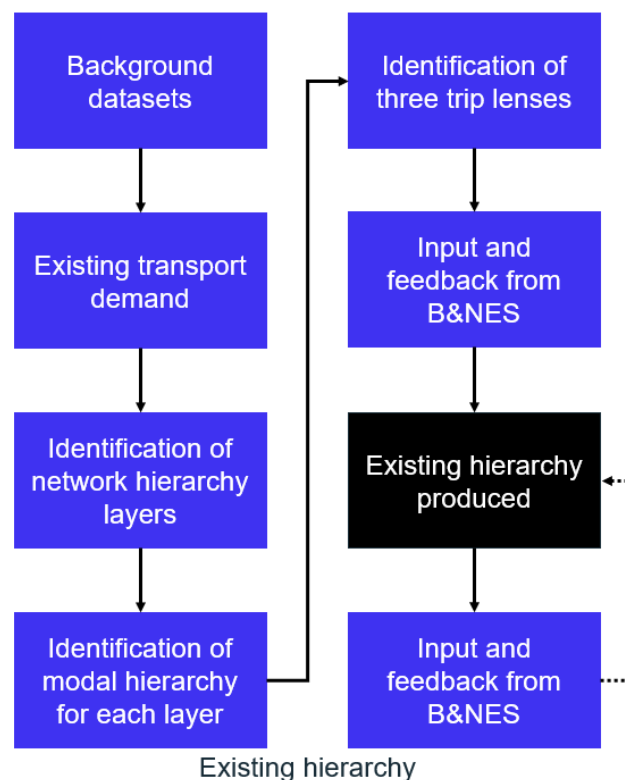 Background
datasets
Existing transport
demand
Identification of
network hierarchy
layers
Identification of
modal hierarchy
for each layer
Identification of
three trip lenses
Input and
feedback from
B&NES
Existing hierarchy
produced
Input and
feedback from
B&NES
Existing hierarchy